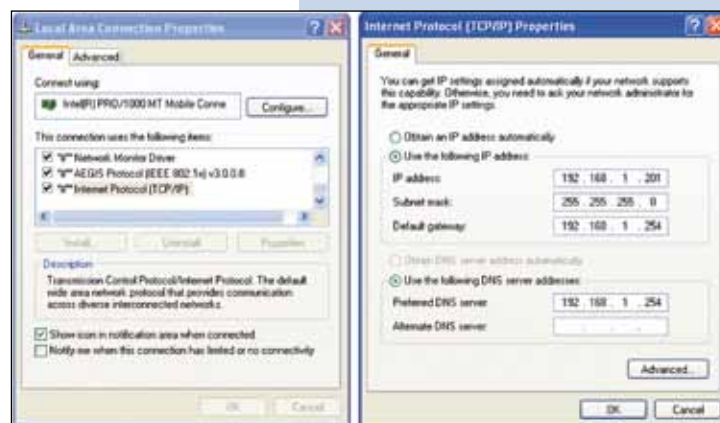 Local Area Connection Properties
General
Advanced
Connect using:
Intel(R) PRO/1000 MT Mobile Conne
Configure...
This connection uses the following items:
Network Monitor Driver
AEGIS Protocol (IEEE 802.1x) v3.0.0.8
Internet Protocol (TCP/IP)
Install...
Uninstall
Properties
Description
Transmission Control Protocol/Internet Protocol. The default
wide area network protocol that provides communication
across diverse interconnected networks.
Show icon in notification area when connected
Notify me when this connection has limited or no connectivity
OK
Cancel
Internet Protocol (TCP/IP) Properties
General
You can get IP settings assigned automatically if your network supports
this capability. Otherwise, you need to ask your network administrator for
the appropriate IP settings.
Obtain an IP address automatically
Use the following IP address:
IP address: 192 . 168 . 1 . 201
Subnet mask: 255 . 255 . 255 . 0
Default gateway: 192 . 168 . 1 . 254
Obtain DNS server address automatically
Use the following DNS server addresses:
Preferred DNS server: 192 . 168 . 1 . 254
Alternate DNS server: . . .
Advanced...
OK
Cancel